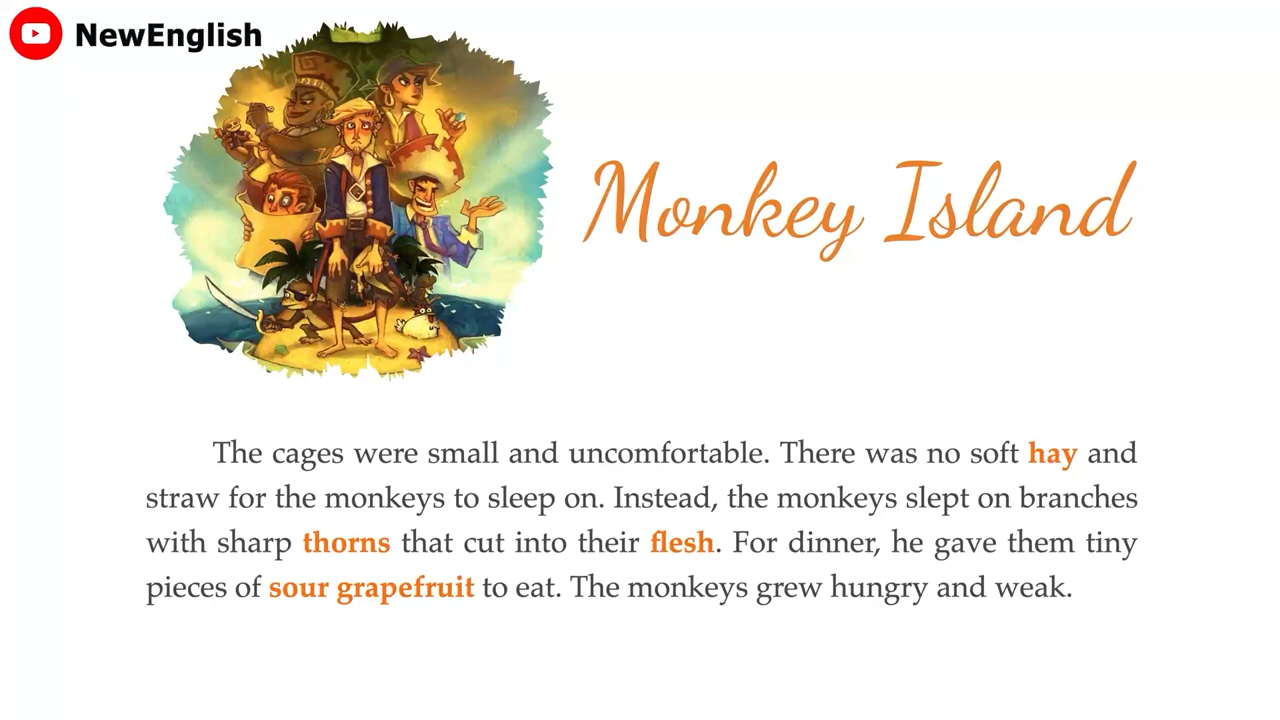 NewEnglish
Monkey Island
The cages were small and uncomfortable. There was no soft hay and
straw for the monkeys to sleep on. Instead, the monkeys slept on branches
with sharp thorns that cut into their flesh. For dinner, he gave them tiny
pieces of sour grapefruit to eat. The monkeys grew hungry and weak.